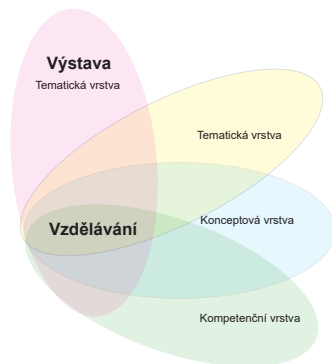 Výstava
Tematická vrstva
Tematická vrstva
Konceptová vrstva
Vzdělávání
Kompetenční vrstva